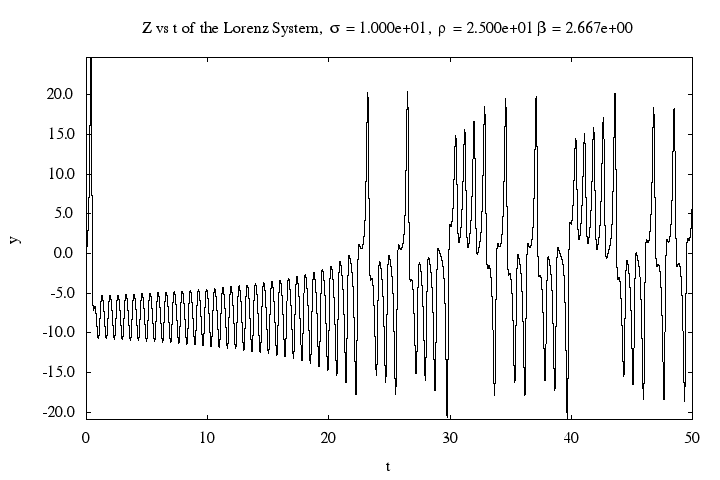 Z vs t of the Lorenz System, σ = 1.000e+01, ρ = 2.500e+01 β = 2.667e+00
20.0
15.0
10.0
5.0
0.0
-5.0
-10.0
-15.0
-20.0
y
0 10 20 30 40 50
t